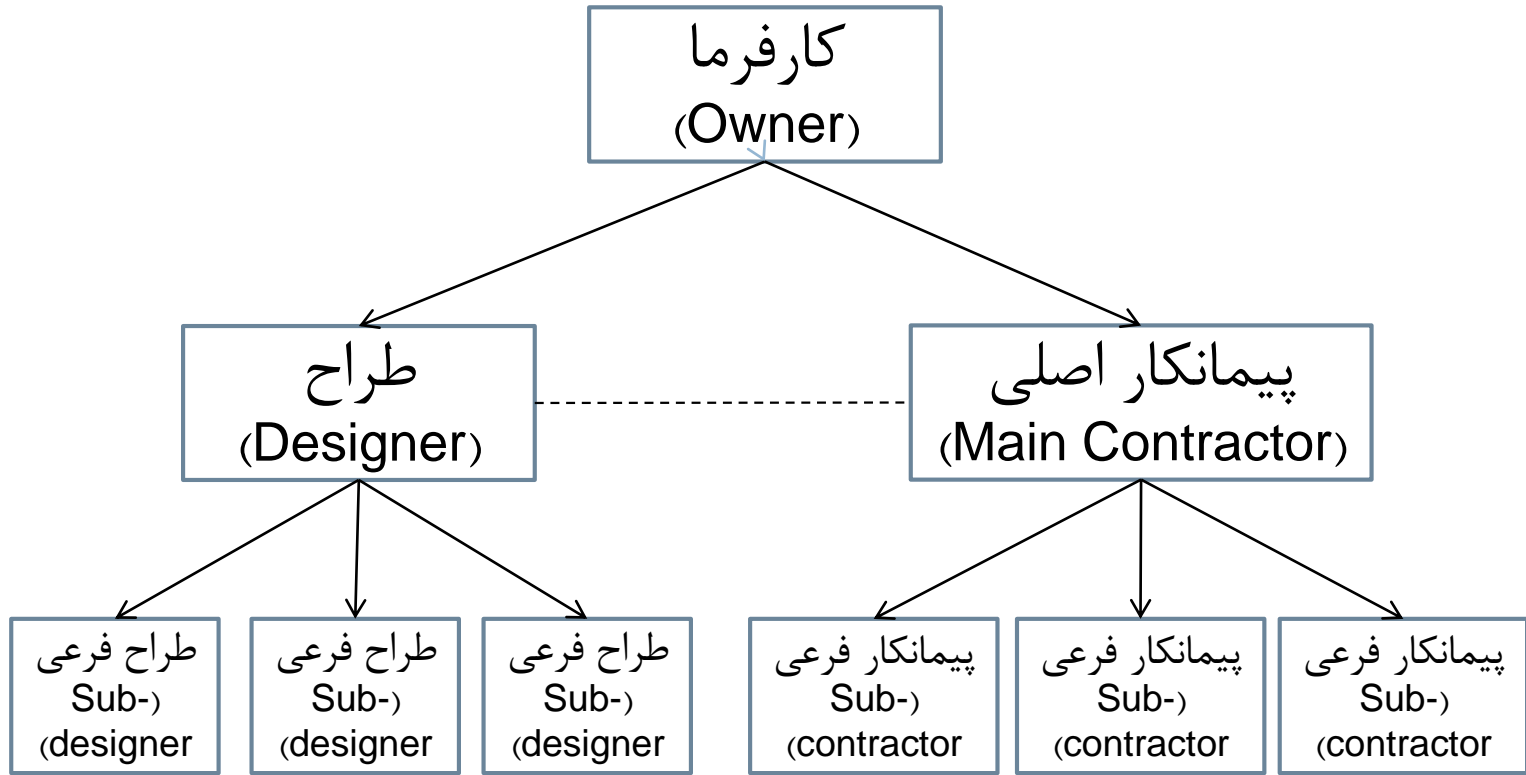 کارفرما
(Owner)
طراح
(Designer)
پیمانکار اصلی
(Main Contractor)
طراح فرعی
(Sub-
designer)
طراح فرعی
(Sub-
designer)
طراح فرعی
(Sub-
designer)
پیمانکار فرعی
(Sub-
contractor)
پیمانکار فرعی
(Sub-
contractor)
پیمانکار فرعی
(Sub-
contractor)